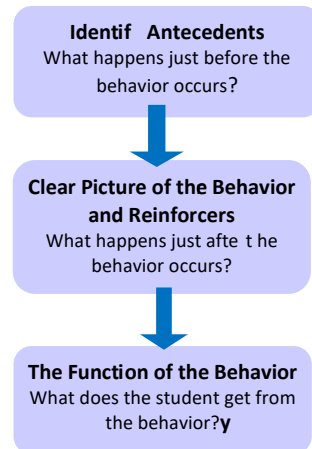 Identif Antecedents
What happens just before the
behavior occurs?
Clear Picture of the Behavior
and Reinforcers
What happens just afte t he
behavior occurs?
The Function of the Behavior
What does the student get from
the behavior?y